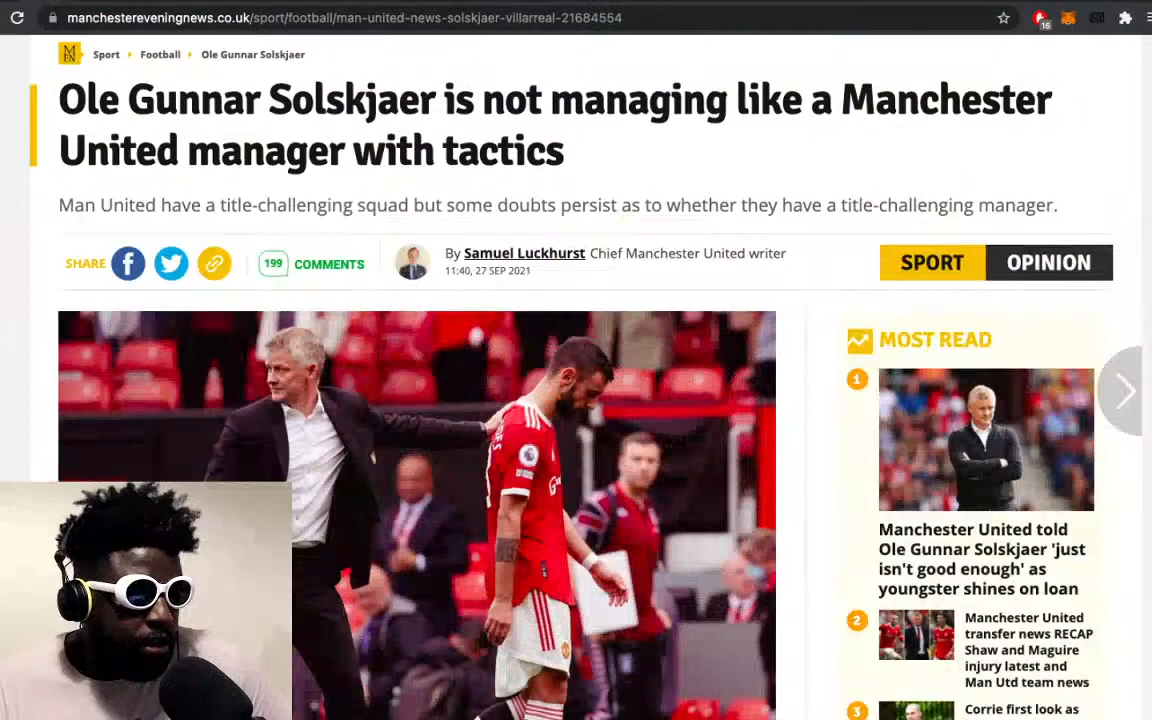 manchestereveningnews.co.uk/sport/football/man-united-news-solskjaer-villarreal-21684554
16
M
EN
Sport
Football
Ole Gunnar Solskjaer
Ole Gunnar Solskjaer is not managing like a Manchester
United manager with tactics
Man United have a title-challenging squad but some doubts persist as to whether they have a title-challenging manager.
SHARE
199
COMMENTS
By Samuel Luckhurst Chief Manchester United writer
11:40, 27 SEP 2021
SPORT
OPINION
MOST READ
1
Manchester United told
Ole Gunnar Solskjaer 'just
isn't good enough' as
youngster shines on loan
2
Manchester United
transfer news RECAP
Shaw and Maguire
injury latest and
Man Utd team news
3
Corrie first look as